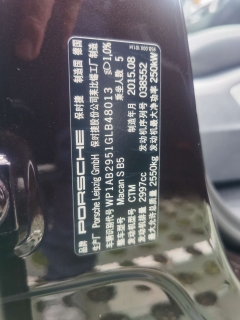 品牌 PORSCHE 保时捷 制造国 德国
生产厂 Porsche Leipzig GmbH 保时捷股份公司莱比锡工厂制造
车辆识别代号 WP1AB2951GLB48013
整车型号 Macan S B5 乘坐人数 5
发动机型号 CTM 制造年月 2015.08
发动机排量 2997cc 发动机序列号 038552
最大允许总质量 2550kg 发动机最大净功率 250kW